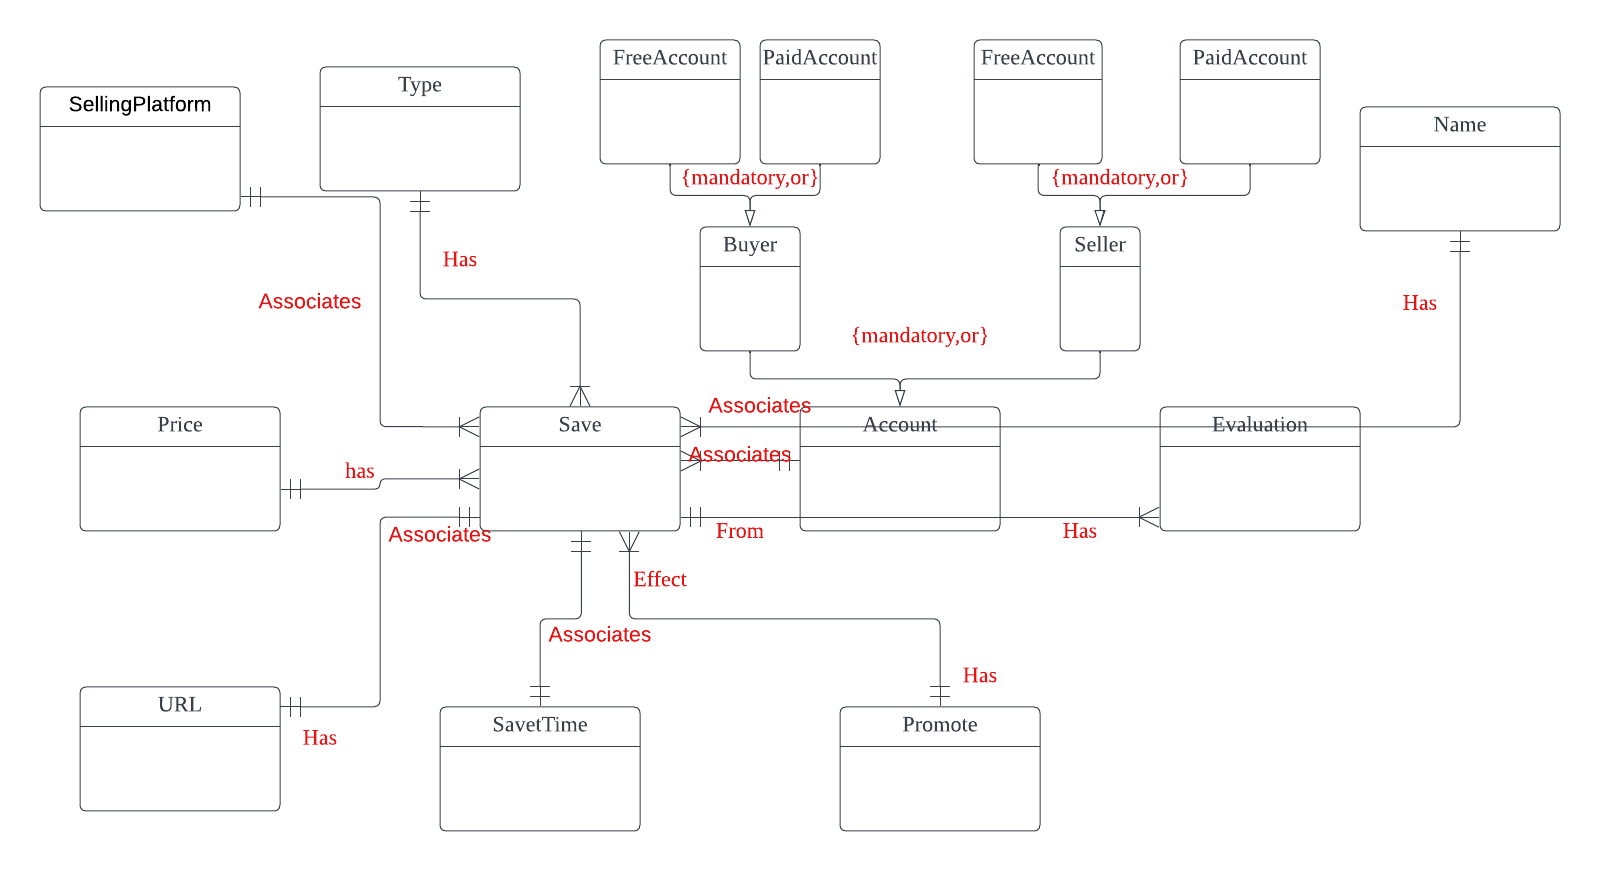 FreeAccount
PaidAccount
FreeAccount
PaidAccount
Type
SellingPlatform
Name
{mandatory,or}
{mandatory,or}
Buyer
Seller
Has
Associates
Has
{mandatory,or}
Associates
Price
Save
Account
Evaluation
Associates
has
Associates
From
Has
Effect
Associates
Has
URL
SavetTime
Promote
Has